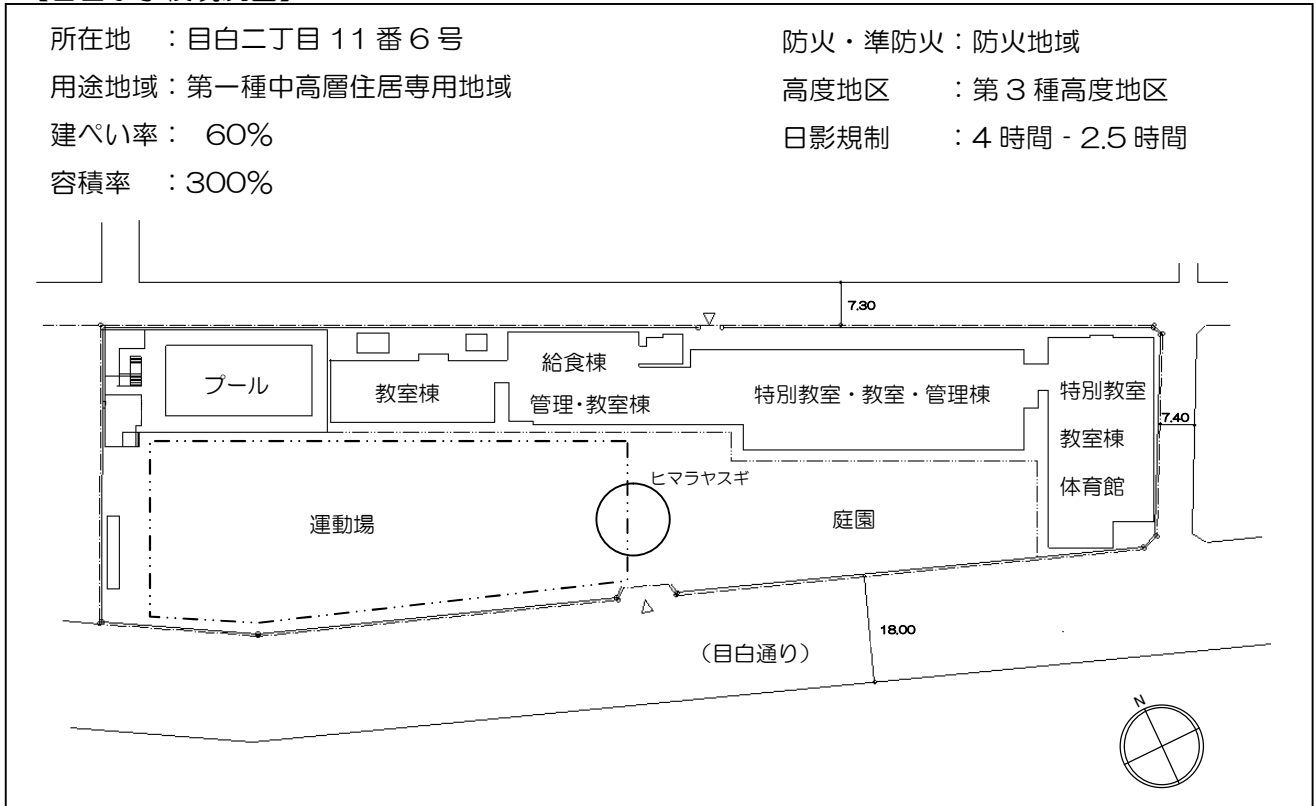 所在地　：目白二丁目 11 番 6 号
用途地域：第一種中高層住居専用地域
建ぺい率：　60%
容積率　：300%
防火・準防火：防火地域
高度地区　　：第 3 種高度地区
日影規制　　：4 時間 - 2.5 時間
7.30
プール
教室棟
給食棟
管理・教室棟
特別教室・教室・管理棟
特別教室
教室棟
体育館
7.40
ヒマラヤスギ
運動場
庭園
18.00
（目白通り）
N